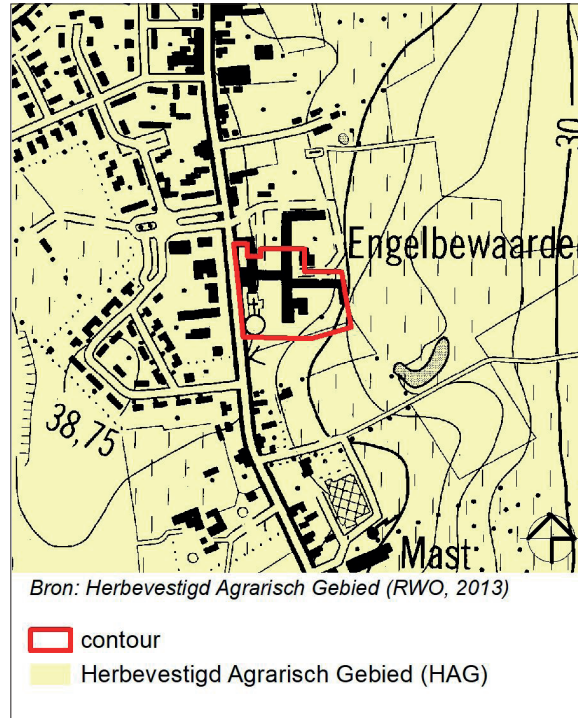 30
Engelbewaarde
38,75
Mast
Bron: Herbevestigd Agrarisch Gebied (RWO, 2013)
contour
Herbevestigd Agrarisch Gebied (HAG)